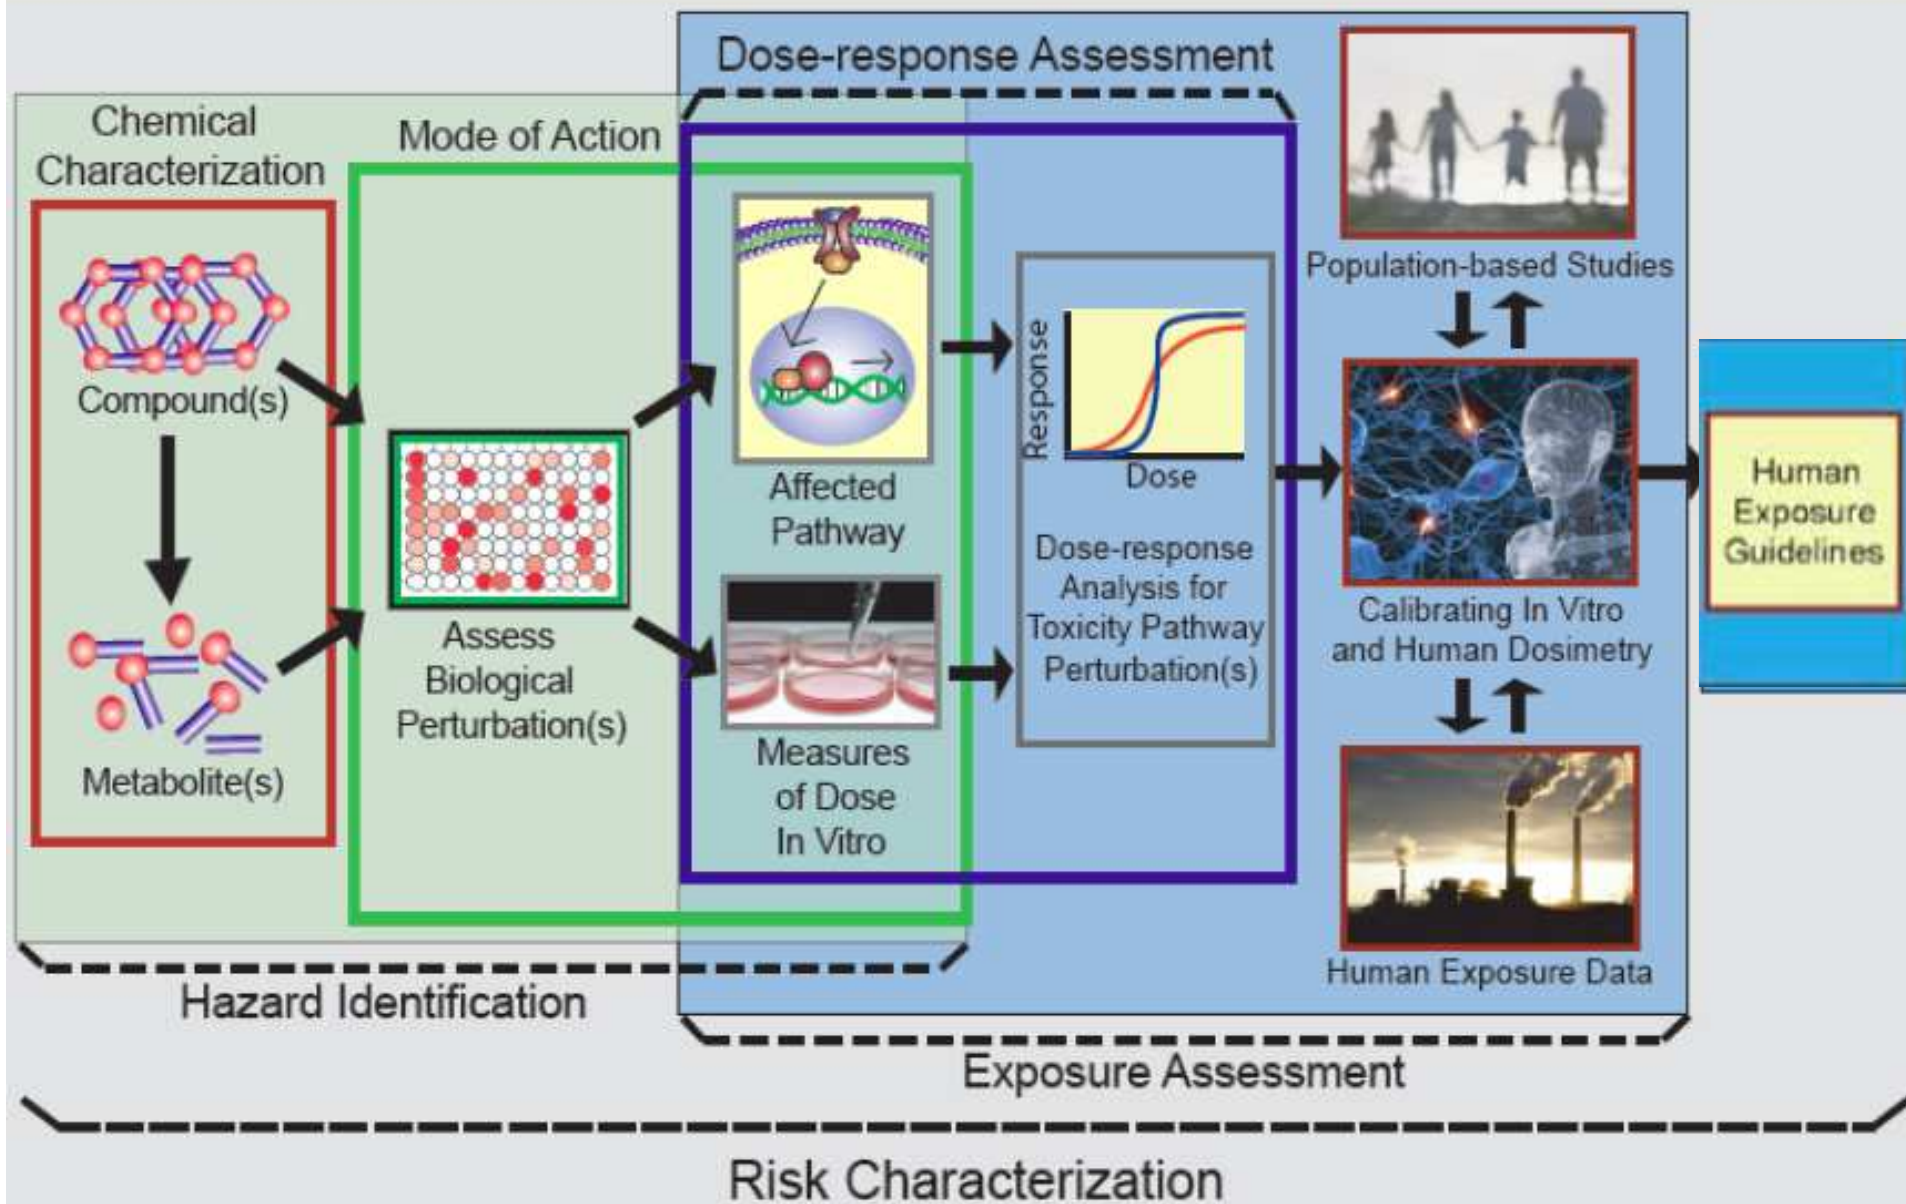 Dose-response Assessment
Chemical
Characterization
Mode of Action
Compound(s)
Metabolite(s)
Assess
Biological
Perturbation(s)
Affected
Pathway
Measures
of Dose
In Vitro
Response
Dose
Dose-response
Analysis for
Toxicity Pathway
Perturbation(s)
Population-based Studies
Calibrating In Vitro
and Human Dosimetry
Human Exposure Data
Human
Exposure
Guidelines
Hazard Identification
Exposure Assessment
Risk Characterization